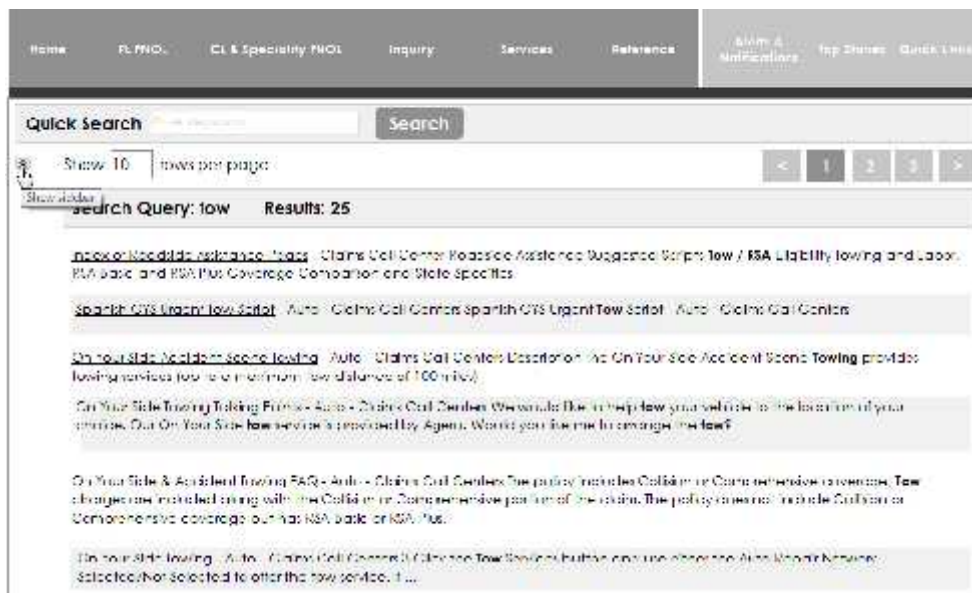 Home PL FNOL CL & Speciality FNOL Inquiry Services Reference Alerts & Notifications Top Stories Quick Links
Quick Search Search
Show 10 rows per page < 1 2 3 >
Show sidebar
Search Query: tow Results: 25
Index of Roadside Assistance Pages - Claims Call Center Roadside Assistance Suggested Scripts Tow / RSA Eligibility Towing and Labor,
RSA Basic and RSA Plus Coverage Comparison and State Specifics
Spanish OYS Urgent Tow Script - Auto - Claims Call Centers Spanish OYS Urgent Tow Script - Auto - Claims Call Centers
On Your Side Accident Scene Towing - Auto - Claims Call Centers Description The On Your Side Accident Scene Towing provides
towing services (up to a maximum tow distance of 100 miles)
On Your Side Towing Talking Points - Auto - Claims Call Centers We would like to help tow your vehicle to the location of your
choice. Our On Your Side tow service is provided by Agero. Would you like me to arrange the tow?
On Your Side & Accident Towing FAQ - Auto - Claims Call Centers The policy includes Collision or Comprehensive coverage. Tow
charges are included along with the Collision or Comprehensive portion of the claim. The policy does not include Collision or
Comprehensive coverage but has RSA Basic or RSA Plus.
On Your Side Towing - Auto - Claims Call Centers Click the Tow Services button and use either the Auto Repair Network
Selected/Not Selected to offer the tow service. If ...